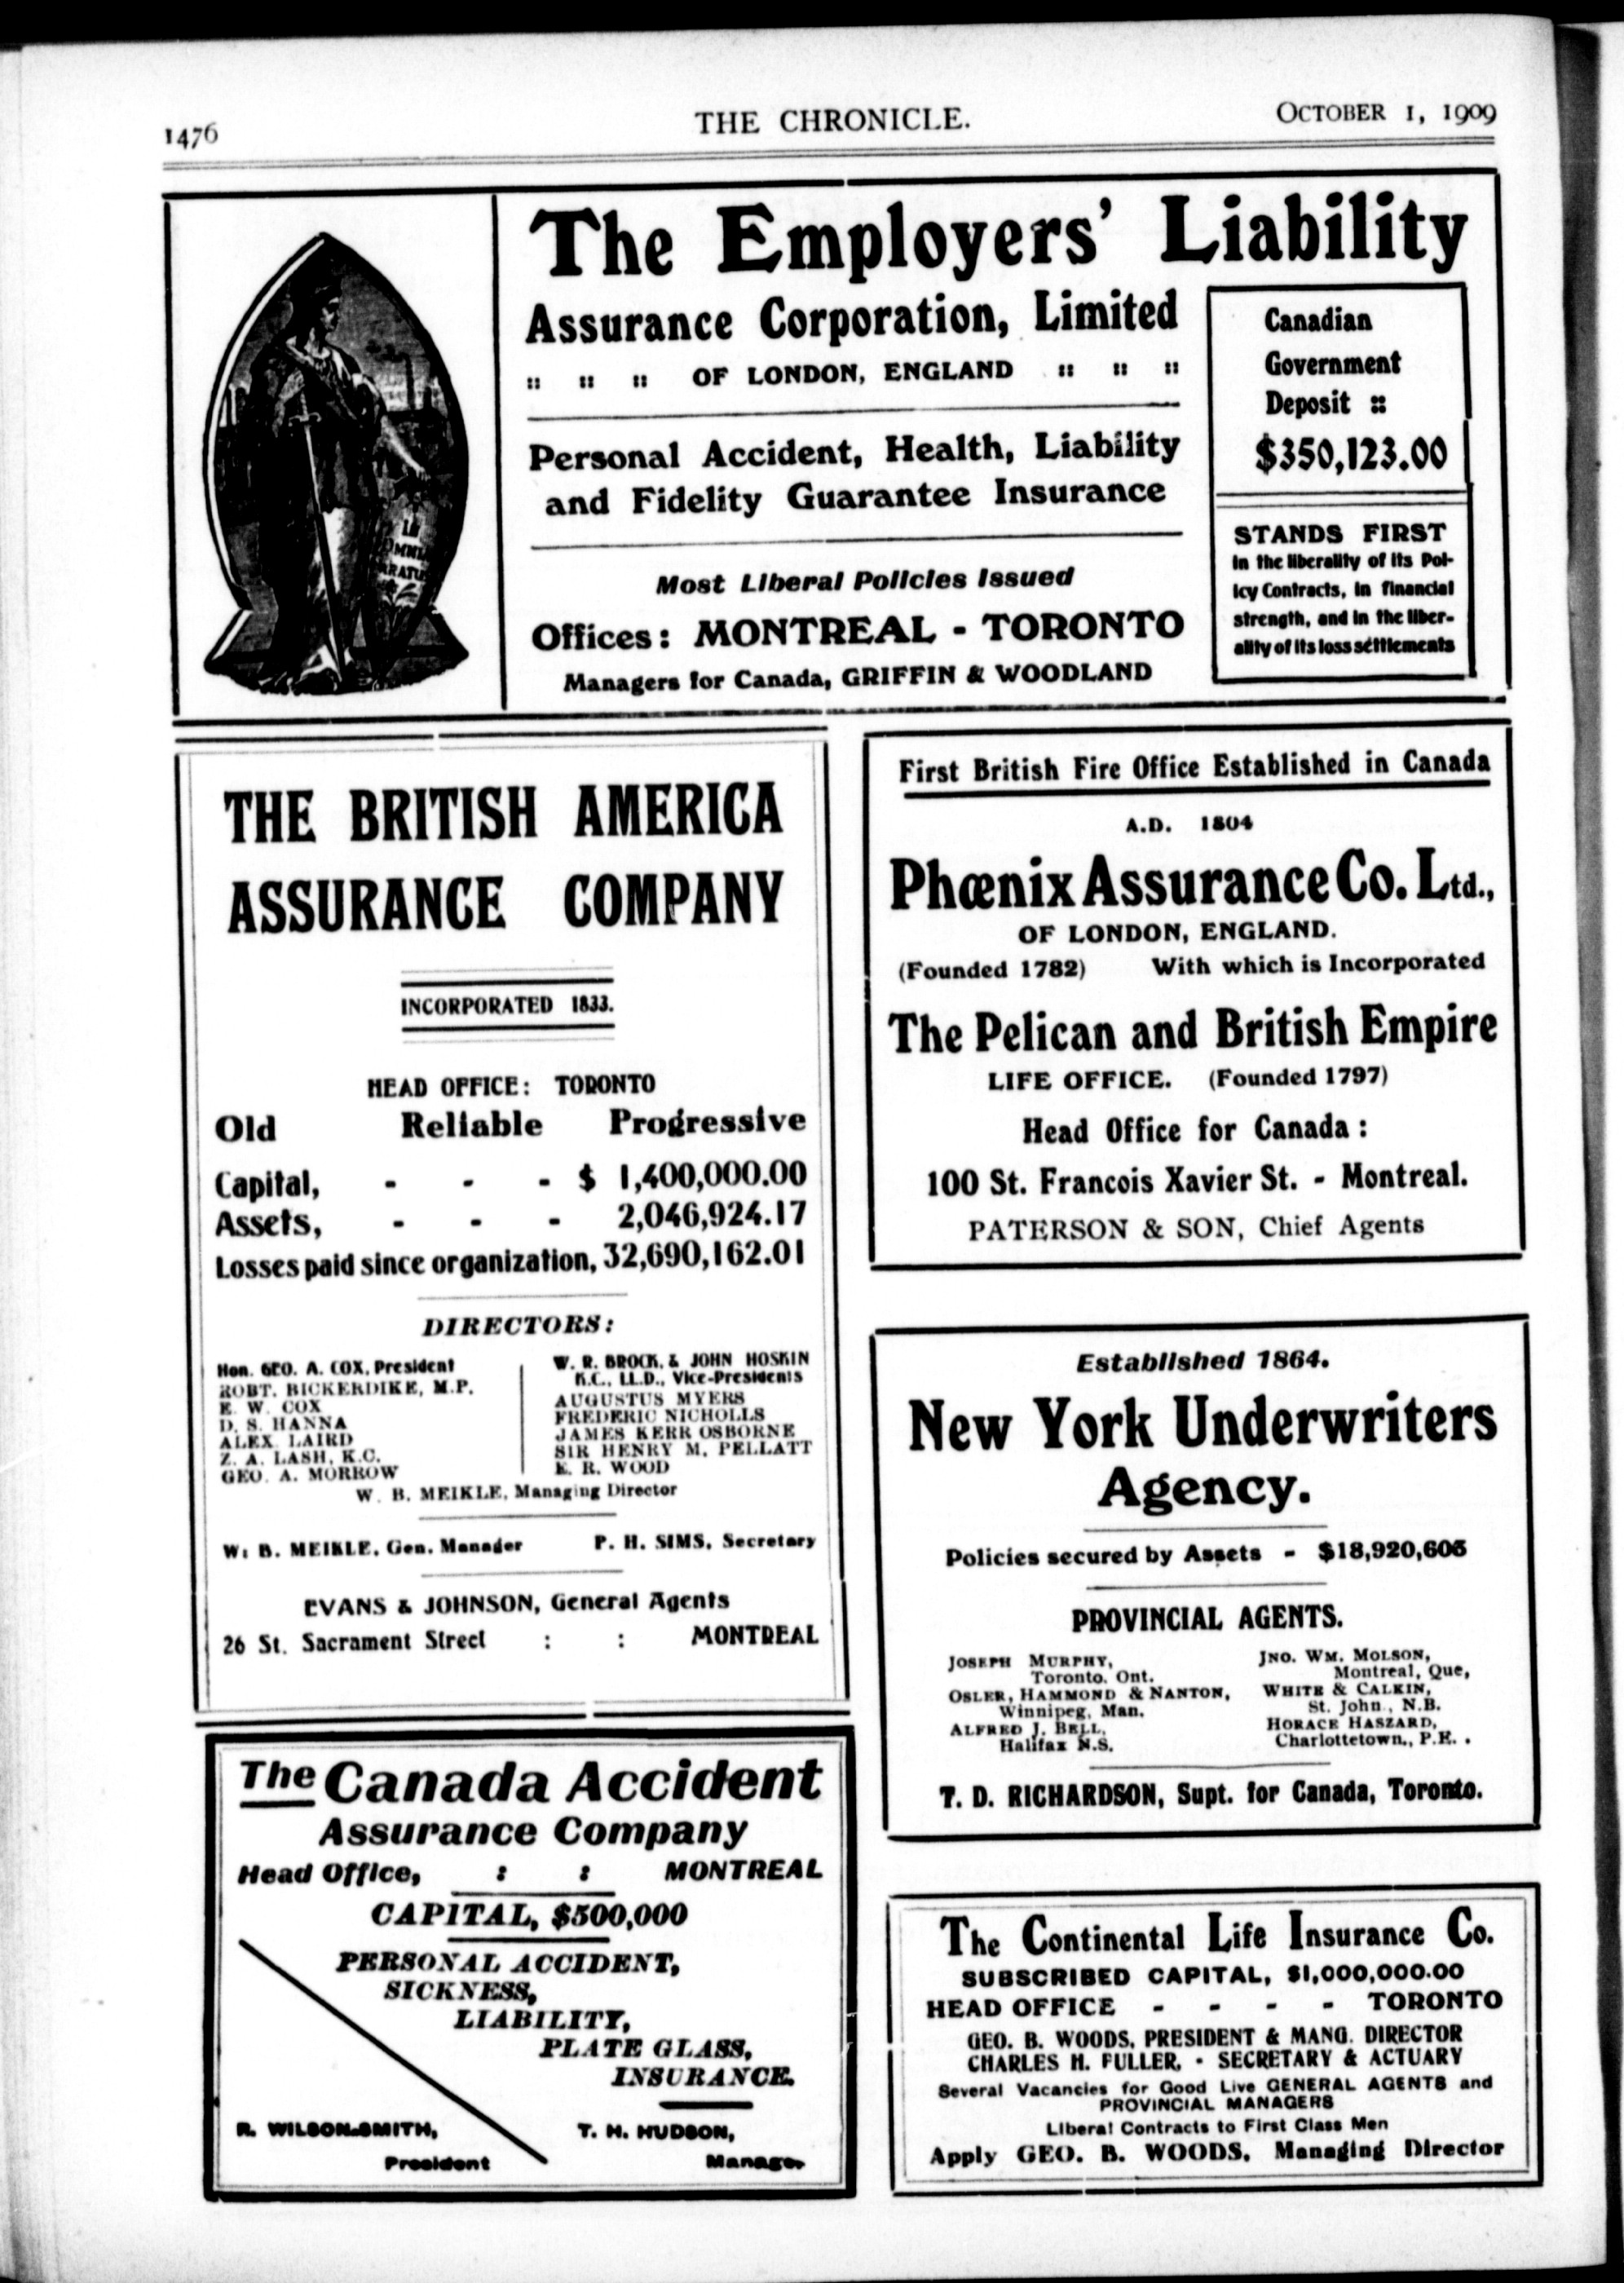 1476
THE CHRONICLE.
OCTOBER 1, 1909
The Employers' Liability
Assurance Corporation, Limited
:: :: :: OF LONDON, ENGLAND :: :: ::
Personal Accident, Health, Liability
and Fidelity Guarantee Insurance
Most Liberal Policies Issued
Offices: MONTREAL - TORONTO
Managers for Canada, GRIFFIN & WOODLAND
Canadian
Government
Deposit ::
$350,123.00
STANDS FIRST
in the liberality of its Pol-
icy Contracts, in financial
strength, and in the liber-
ality of its loss settlements
THE BRITISH AMERICA
ASSURANCE COMPANY
INCORPORATED 1833.
HEAD OFFICE: TORONTO
Old Reliable Progressive
Capital, - - - $ 1,400,000.00
Assets, - - - 2,046,924.17
Losses paid since organization, 32,690,162.01
DIRECTORS:
Hon. GEO. A. COX, President
ROBT. BICKERDIKE, M.P.
E. W. COX
D. S. HANNA
ALEX. LAIRD
Z. A. LASH, K.C.
GEO. A. MORROW
W. R. BROCK, & JOHN HOSKIN
K.C., LL.D., Vice-Presidents
AUGUSTUS MYERS
FREDERIC NICHOLLS
JAMES KERR OSBORNE
SIR HENRY M. PELLATT
E. R. WOOD
W. B. MEIKLE, Managing Director
W. B. MEIKLE, Gen. Manager P. H. SIMS, Secretary
EVANS & JOHNSON, General Agents
26 St. Sacrament Street : : MONTREAL
The Canada Accident
Assurance Company
Head Office, : : MONTREAL
CAPITAL, $500,000
PERSONAL ACCIDENT,
SICKNESS,
LIABILITY,
PLATE GLASS,
INSURANCE.
R. WILSON-SMITH,
President
T. H. HUDSON,
Manager
First British Fire Office Established in Canada
A.D. 1804
Phœnix Assurance Co. Ltd.,
OF LONDON, ENGLAND.
(Founded 1782) With which is Incorporated
The Pelican and British Empire
LIFE OFFICE. (Founded 1797)
Head Office for Canada :
100 St. Francois Xavier St. - Montreal.
PATERSON & SON, Chief Agents
Established 1864.
New York Underwriters
Agency.
Policies secured by Assets - $18,920,603
PROVINCIAL AGENTS.
JOSEPH MURPHY,
Toronto. Ont.
OSLER, HAMMOND & NANTON,
Winnipeg, Man.
ALFRED J. BELL,
Halifax N.S.
JNO. WM. MOLSON,
Montreal, Que,
WHITE & CALKIN,
St. John., N.B.
HORACE HASZARD,
Charlottetown., P.E. .
T. D. RICHARDSON, Supt. for Canada, Toronto.
The Continental Life Insurance Co.
SUBSCRIBED CAPITAL, $1,000,000.00
HEAD OFFICE - - - - TORONTO
GEO. B. WOODS, PRESIDENT & MANG. DIRECTOR
CHARLES H. FULLER, - SECRETARY & ACTUARY
Several Vacancies for Good Live GENERAL AGENTS and
PROVINCIAL MANAGERS
Liberal Contracts to First Class Men
Apply GEO. B. WOODS, Managing Director